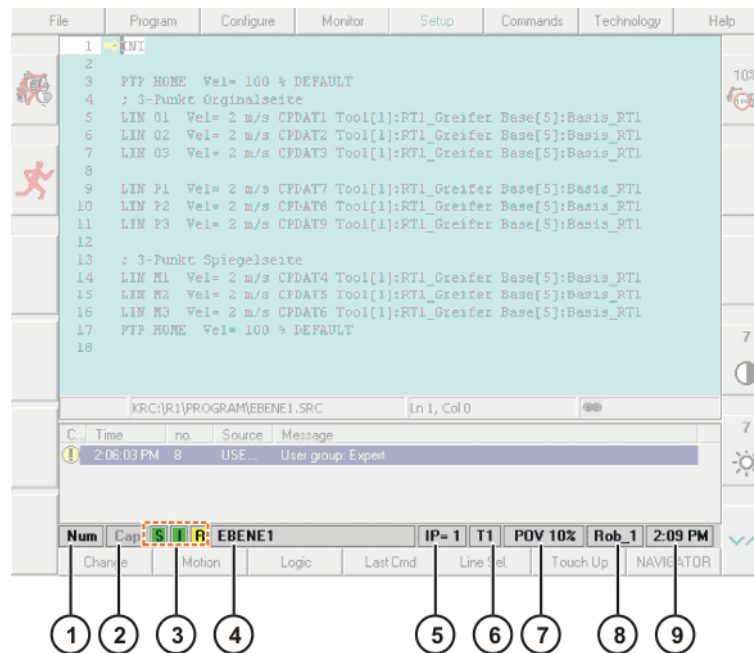 File Program Configure Monitor Setup Commands Technology Help
1 INI
2
3 PTP HOME Vel= 100 % DEFAULT
4 ; 3-Punkt Orginalseite
5 LIN O1 Vel= 2 m/s CPDAT1 Tool[1]:RT1_Greifer Base[5]:Basis_RT1
6 LIN O2 Vel= 2 m/s CPDAT2 Tool[1]:RT1_Greifer Base[5]:Basis_RT1
7 LIN O3 Vel= 2 m/s CPDAT3 Tool[1]:RT1_Greifer Base[5]:Basis_RT1
8
9 LIN P1 Vel= 2 m/s CPDAT7 Tool[1]:RT1_Greifer Base[5]:Basis_RT1
10 LIN P2 Vel= 2 m/s CPDAT8 Tool[1]:RT1_Greifer Base[5]:Basis_RT1
11 LIN P3 Vel= 2 m/s CPDAT9 Tool[1]:RT1_Greifer Base[5]:Basis_RT1
12
13 ; 3-Punkt Spiegelseite
14 LIN M1 Vel= 2 m/s CPDAT4 Tool[1]:RT1_Greifer Base[5]:Basis_RT1
15 LIN M2 Vel= 2 m/s CPDAT5 Tool[1]:RT1_Greifer Base[5]:Basis_RT1
16 LIN M3 Vel= 2 m/s CPDAT6 Tool[1]:RT1_Greifer Base[5]:Basis_RT1
17 PTP HOME Vel= 100 % DEFAULT
18
10%
100
7
7
KRC:\R1\PROGRAM\EBENE1.SRC Ln 1, Col 0
C... Time no. Source Message
2:06:03 PM 8 USE... User group: Expert
Num Cap S I R EBENE1 IP= 1 T1 POV 10% Rob_1 2:09 PM
Change Motion Logic Last Cmd Line Sel. Touch Up NAVIGATOR
1 2 3 4 5 6 7 8 9